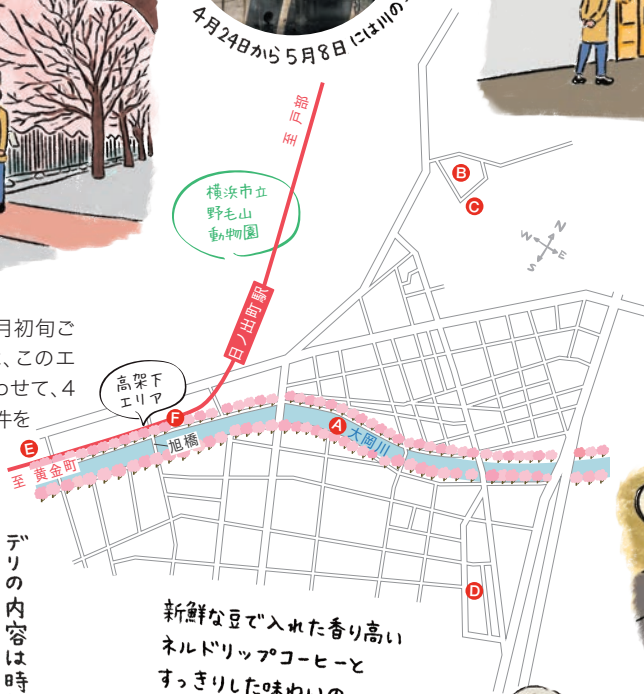 4月24日から5月8日には川の
至 戸部
横浜市立
野毛山
動物園
B
C
N
W
E
S
日ノ出町駅
月初旬ご
、このエ
わせて、4
件を
高架下
エリア
F
A
大岡川
E
旭橋
至 黄金町
D
デリの内容は時
新鮮な豆で入れた香り高い
ネルドリップコーヒーと
すっきりした味わいの